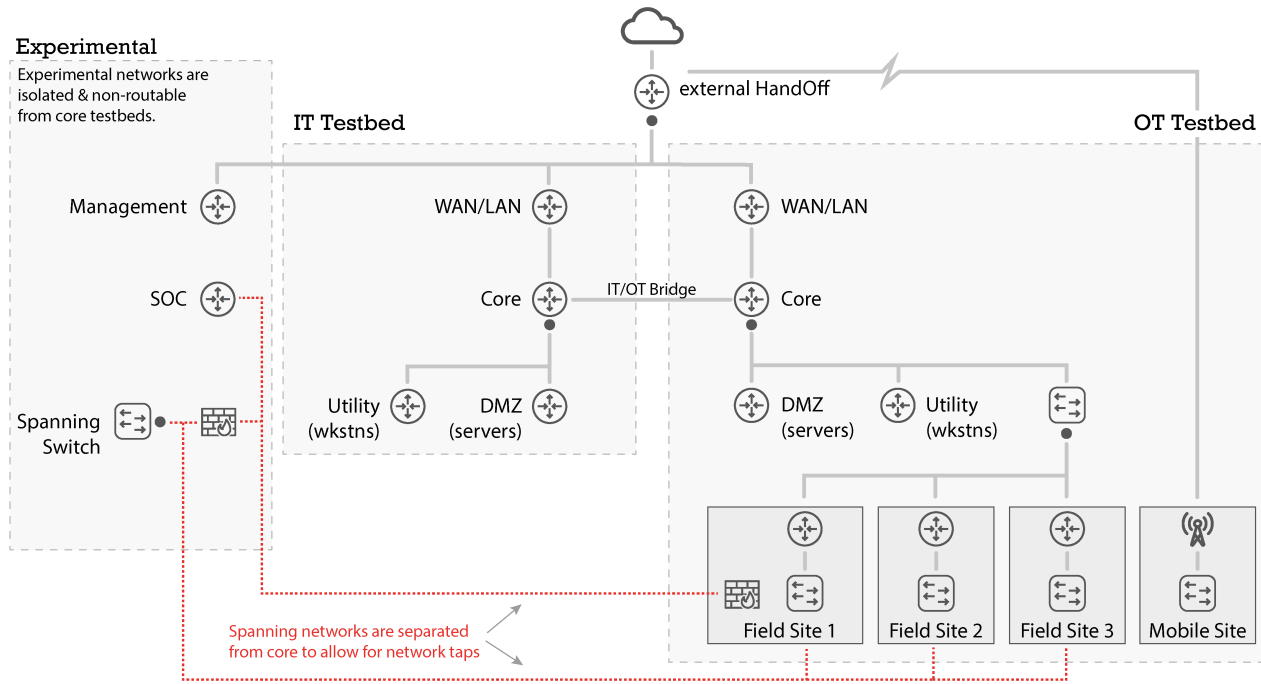 Experimental
Experimental networks are
isolated & non-routable
from core testbeds.
external HandOff
IT Testbed
OT Testbed
Management
WAN/LAN
WAN/LAN
SOC
Core
IT/OT Bridge
Core
Spanning
Switch
Utility
(wkstns)
DMZ
(servers)
DMZ
(servers)
Utility
(wkstns)
Field Site 1
Field Site 2
Field Site 3
Mobile Site
Spanning networks are separated
from core to allow for network taps